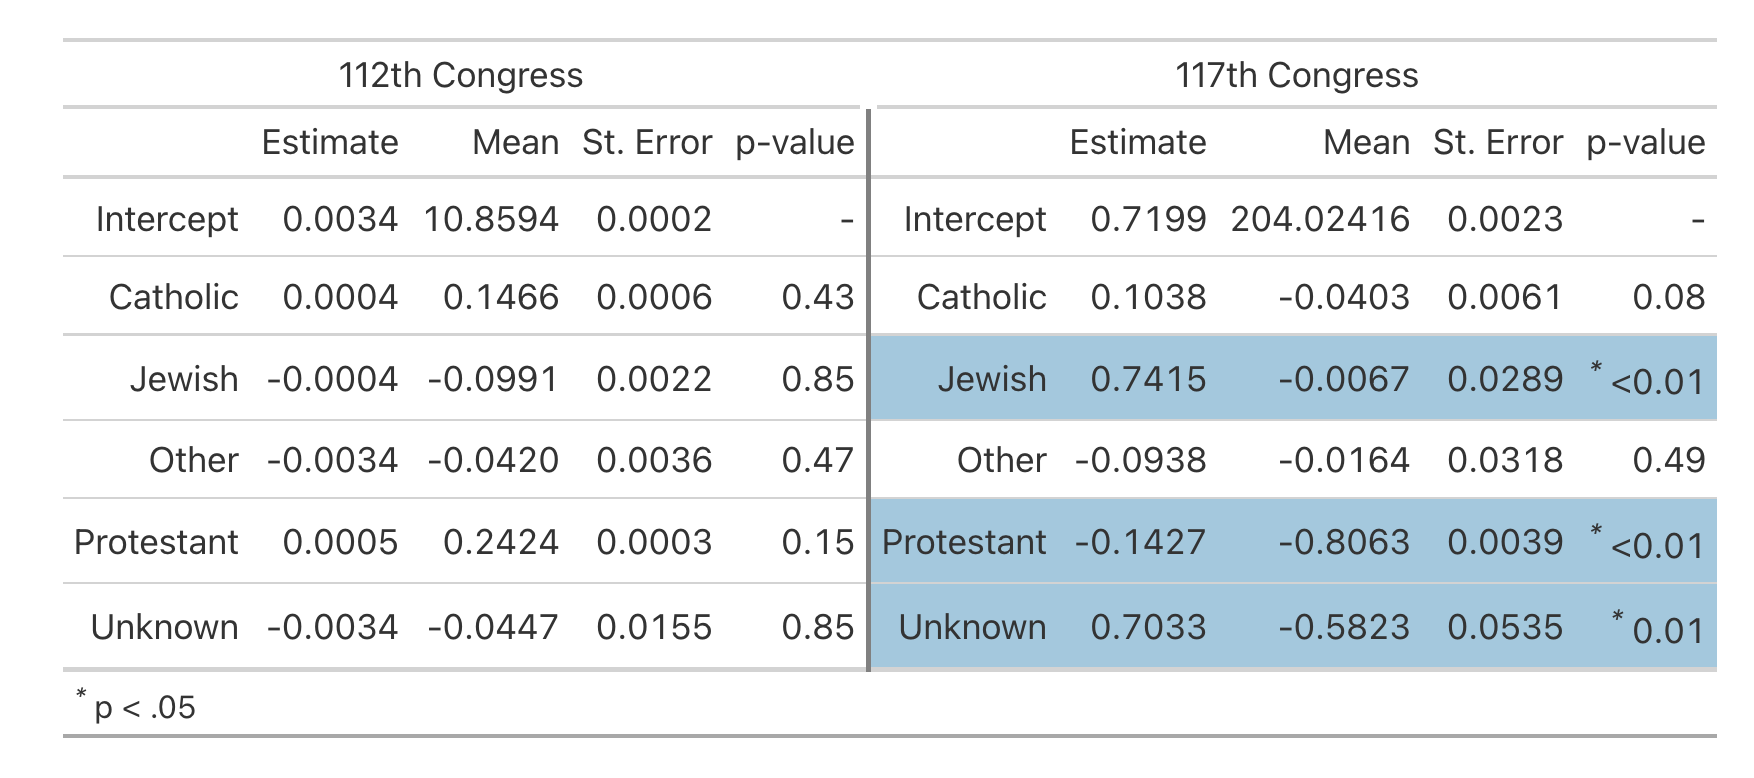 112th Congress 117th Congress
Estimate Mean St. Error p-value Estimate Mean St. Error p-value
Intercept 0.0034 10.8594 0.0002 - Intercept 0.7199 204.02416 0.0023 -
Catholic 0.0004 0.1466 0.0006 0.43 Catholic 0.1038 -0.0403 0.0061 0.08
Jewish -0.0004 -0.0991 0.0022 0.85 Jewish 0.7415 -0.0067 0.0289 * <0.01
Other -0.0034 -0.0420 0.0036 0.47 Other -0.0938 -0.0164 0.0318 0.49
Protestant 0.0005 0.2424 0.0003 0.15 Protestant -0.1427 -0.8063 0.0039 * <0.01
Unknown -0.0034 -0.0447 0.0155 0.85 Unknown 0.7033 -0.5823 0.0535 * 0.01
* p < .05